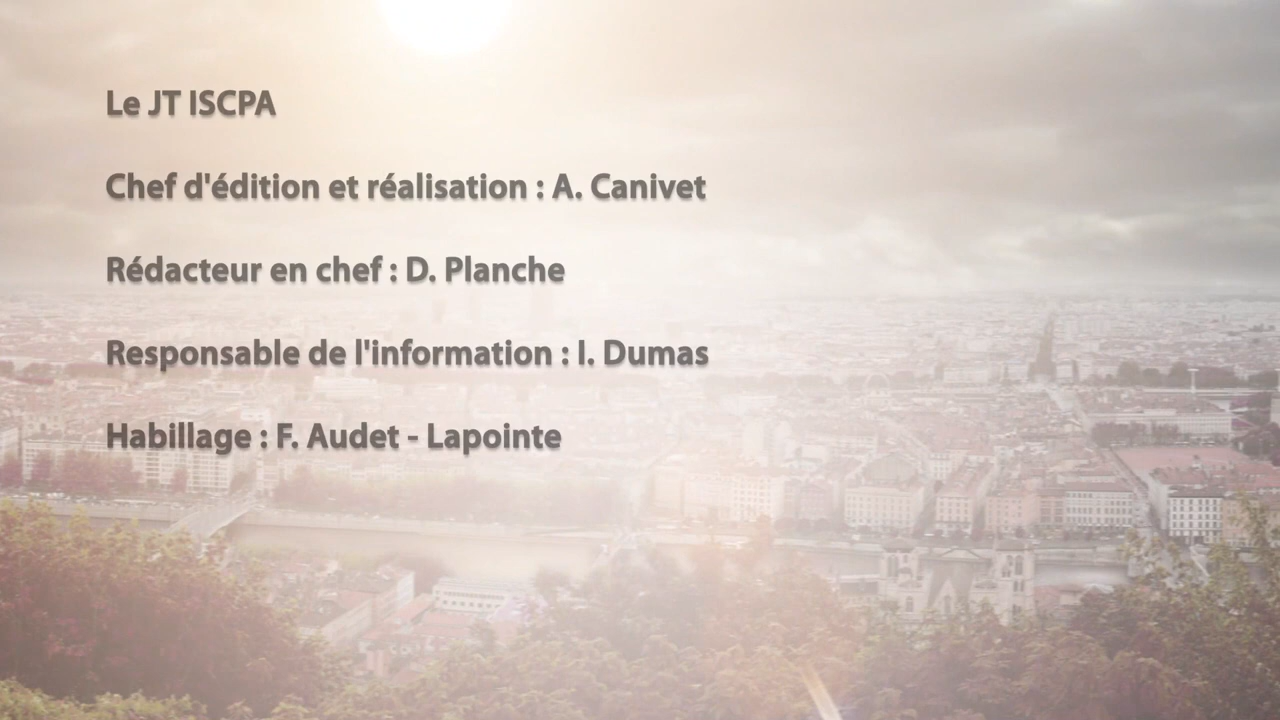 Le JT ISCPA
Chef d'édition et réalisation : A. Canivet
Rédacteur en chef : D. Planche
Responsable de l'information : I. Dumas
Habillage : F. Audet - Lapointe